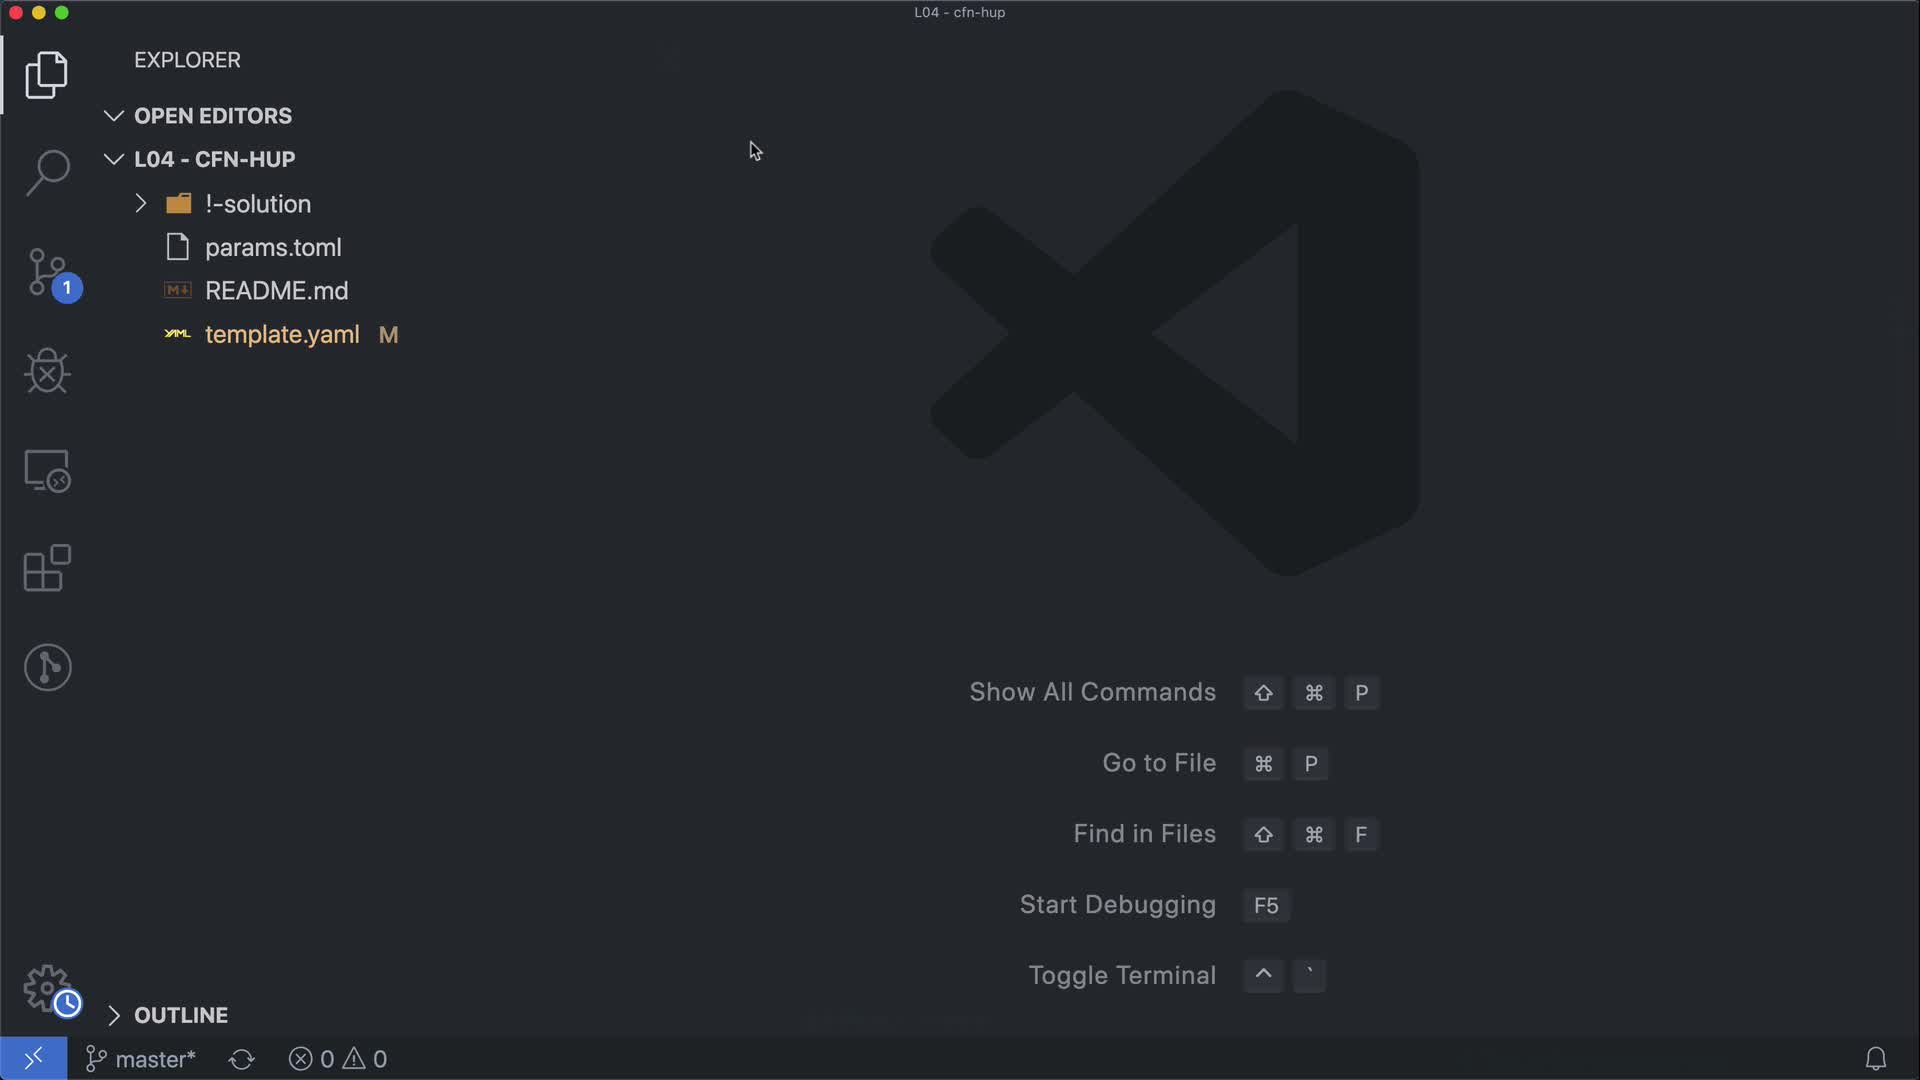 L04 - cfn-hup
EXPLORER
OPEN EDITORS
L04 - CFN-HUP
!-solution
params.toml
M↓ README.md
YAML template.yaml M
1
Show All Commands ⇧ ⌘ P
Go to File ⌘ P
Find in Files ⇧ ⌘ F
Start Debugging F5
Toggle Terminal ^ `
OUTLINE
master* 0 0